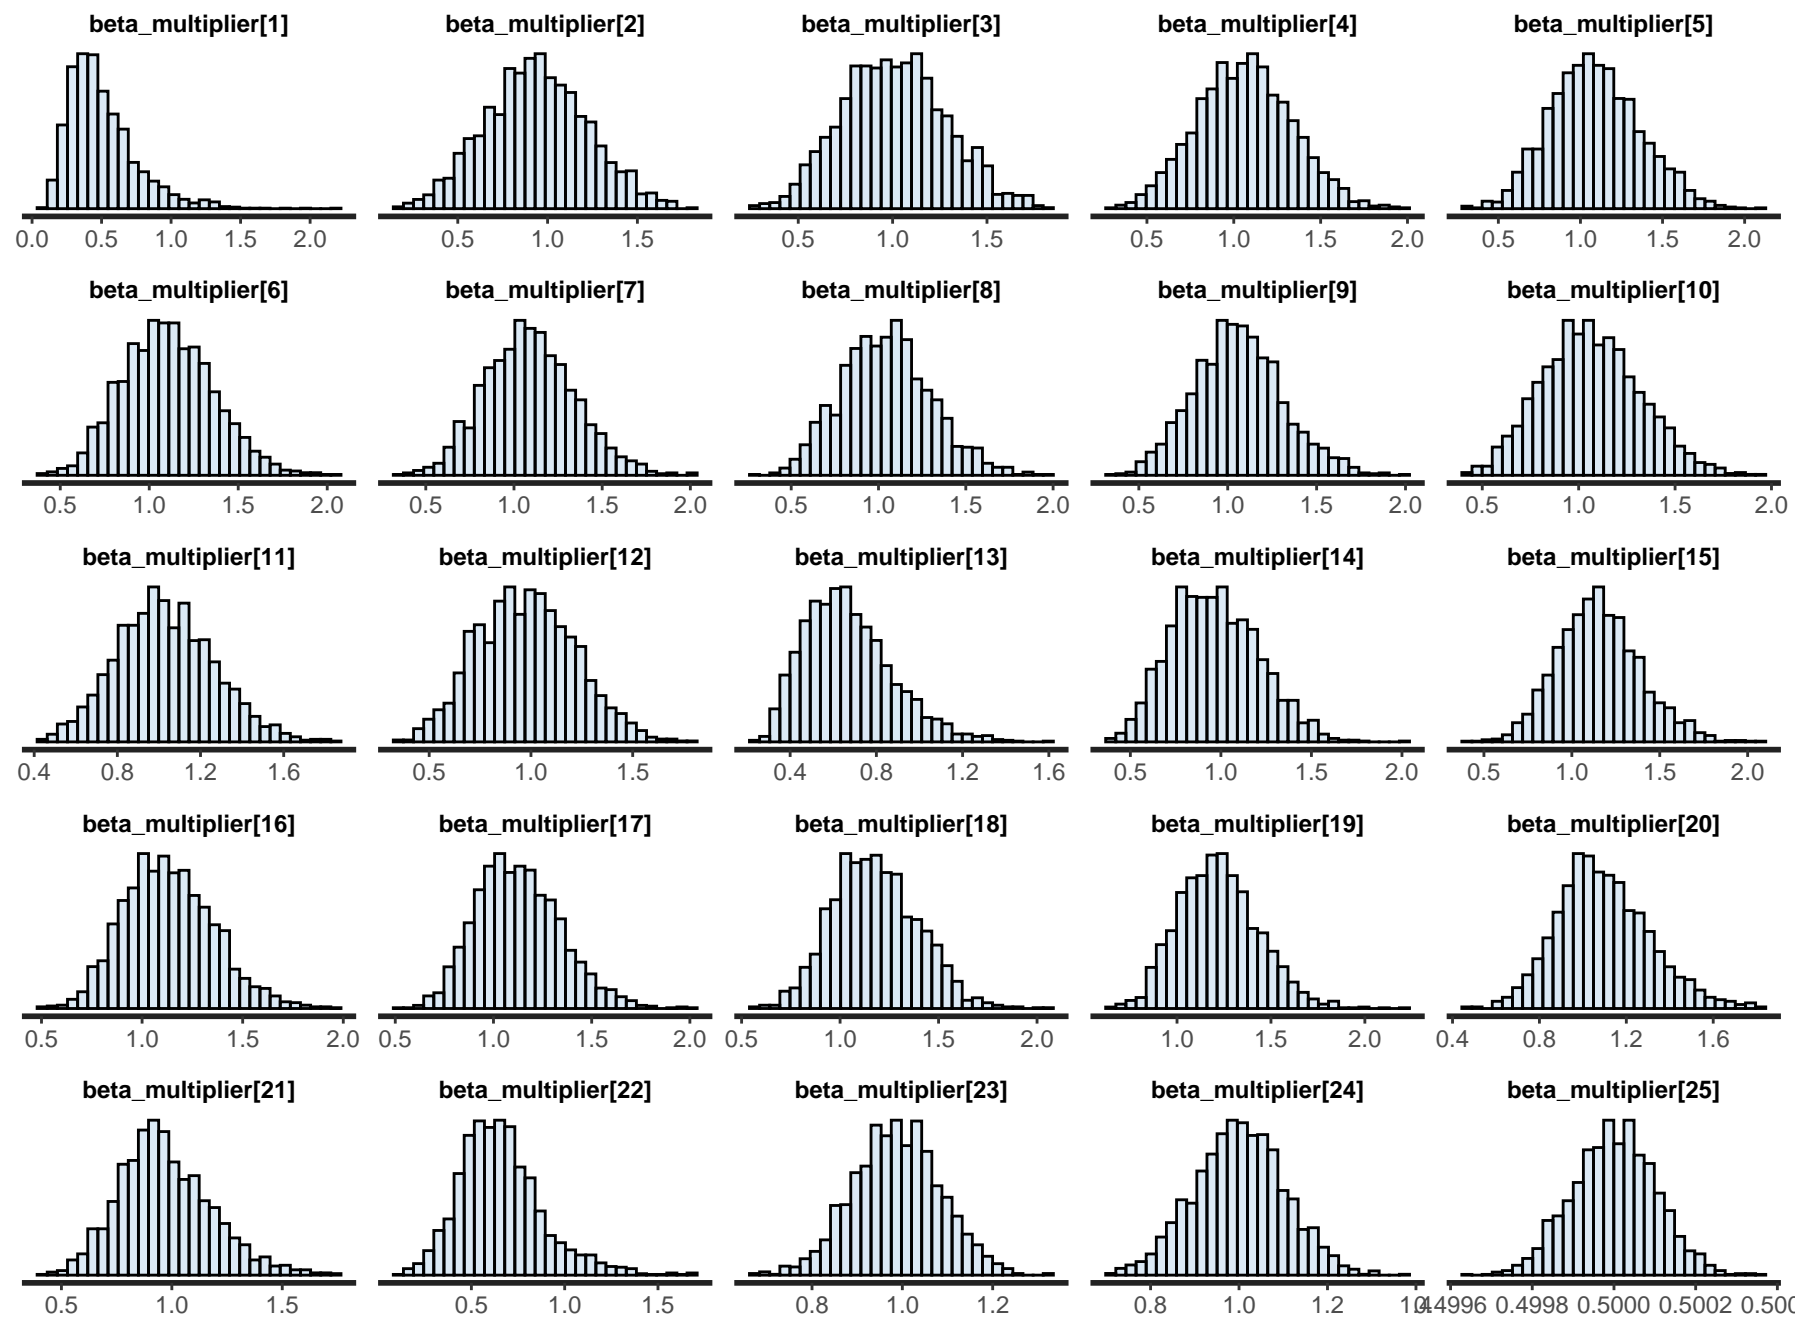 beta_multiplier[1] beta_multiplier[2] beta_multiplier[3] beta_multiplier[4] beta_multiplier[5]
0.0 0.5 1.0 1.5 2.0 0.5 1.0 1.5 0.5 1.0 1.5 0.5 1.0 1.5 2.0 0.5 1.0 1.5 2.0
beta_multiplier[6] beta_multiplier[7] beta_multiplier[8] beta_multiplier[9] beta_multiplier[10]
0.5 1.0 1.5 2.0 0.5 1.0 1.5 2.0 0.5 1.0 1.5 2.0 0.5 1.0 1.5 2.0 0.5 1.0 1.5 2.0
beta_multiplier[11] beta_multiplier[12] beta_multiplier[13] beta_multiplier[14] beta_multiplier[15]
0.4 0.8 1.2 1.6 0.5 1.0 1.5 0.4 0.8 1.2 1.6 0.5 1.0 1.5 2.0 0.5 1.0 1.5 2.0
beta_multiplier[16] beta_multiplier[17] beta_multiplier[18] beta_multiplier[19] beta_multiplier[20]
0.5 1.0 1.5 2.0 0.5 1.0 1.5 2.0 0.5 1.0 1.5 2.0 1.0 1.5 2.0 0.4 0.8 1.2 1.6
beta_multiplier[21] beta_multiplier[22] beta_multiplier[23] beta_multiplier[24] beta_multiplier[25]
0.5 1.0 1.5 0.5 1.0 1.5 0.8 1.0 1.2 0.8 1.0 1.2 0.4998 0.5000 0.5002